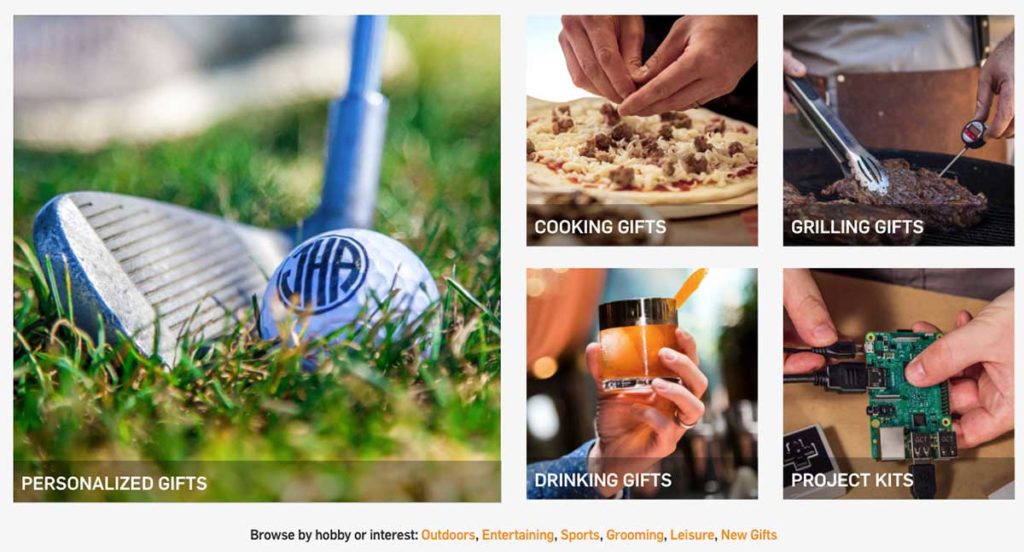 JHA
PERSONALIZED GIFTS
COOKING GIFTS
GRILLING GIFTS
DRINKING GIFTS
PROJECT KITS
Browse by hobby or interest: Outdoors, Entertaining, Sports, Grooming, Leisure, New Gifts